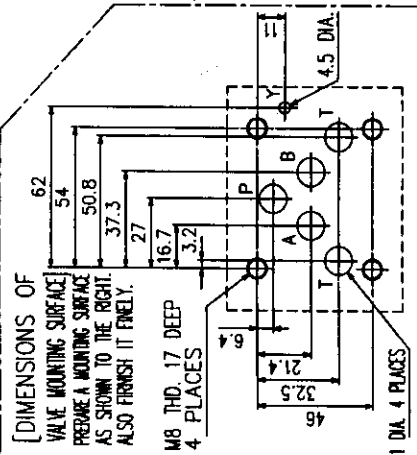 [DIMENSIONS OF
VALVE MOUNTING SURFACE]
PRERARE A MOUNTING SURFACE
AS SHOWN TO THE RIGHT.
ALSO FIRNISH IT FINELY.
62
54
50.8
37.3
27
16.7
3.2
11
4.5 DIA.
Y
T
B
P
A
T
M8 THD. 17 DEEP
4 PLACES
6.4
21.4
32.5
46
1 DIA. 4 PLACES